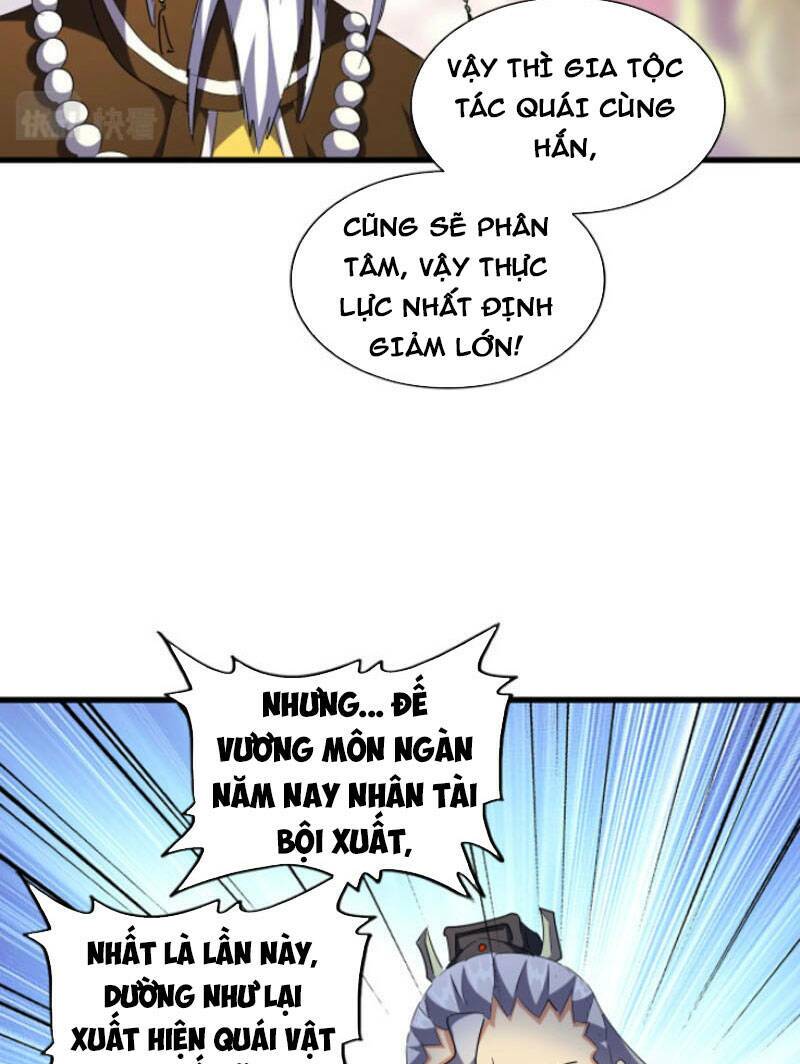 VẬY THÌ GIA TỘC
TÁC QUÁI CÙNG
HẮN,
快看
CŨNG SẼ PHÂN
TÂM, VẬY THỰC
LỰC NHẤT ĐỊNH
GIẢM LỚN!
NHƯNG... ĐẾ
VƯƠNG MÔN NGÀN
NĂM NAY NHÂN TÀI
BỘI XUẤT,
NHẤT LÀ LẦN NÀY,
DƯỜNG NHƯ LẠI
XUẤT HIỆN QUÁI VẬT